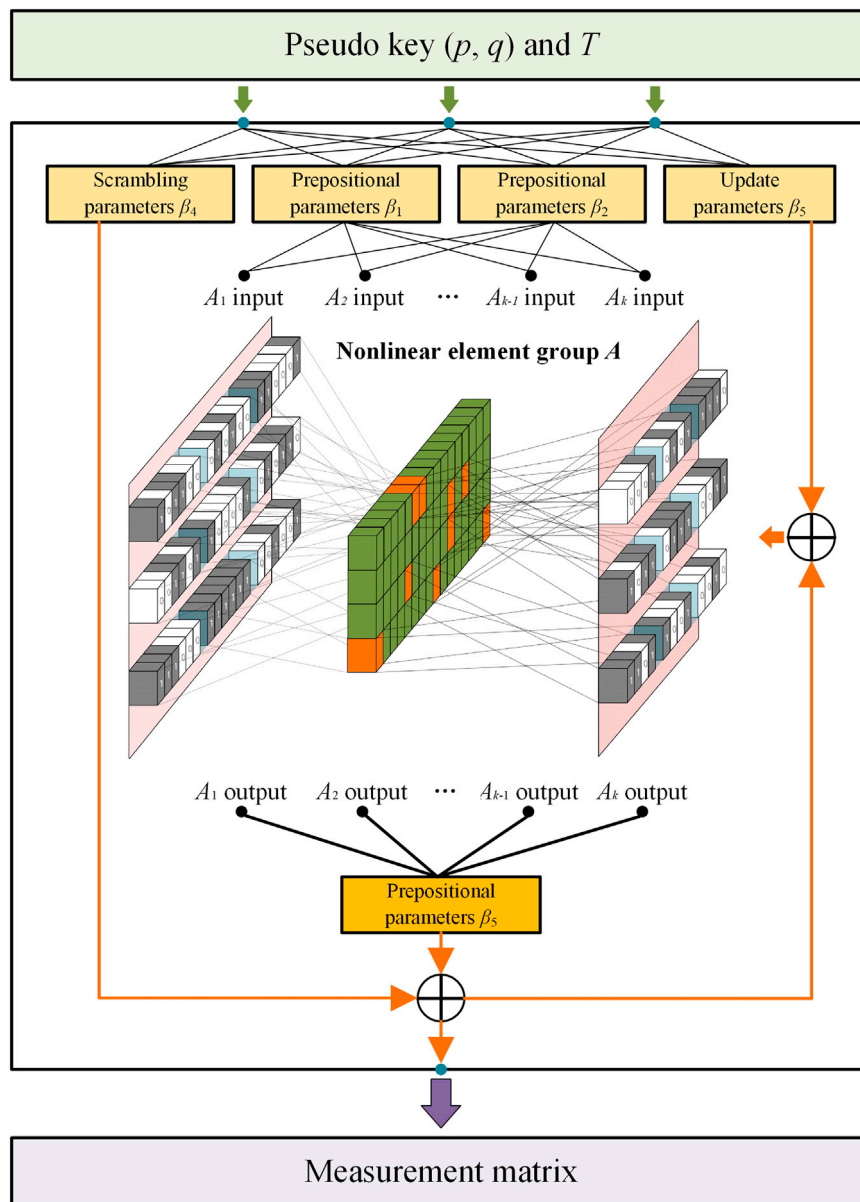 Pseudo key (p, q) and T
Scrambling
parameters β₄
Prepositional
parameters β₁
Prepositional
parameters β₂
Update
parameters β₅
A₁ input
A₂ input
...
Aₖ₋₁ input
Aₖ input
Nonlinear element group A
A₁ output
A₂ output
...
Aₖ₋₁ output
Aₖ output
Prepositional
parameters β₅
Measurement matrix